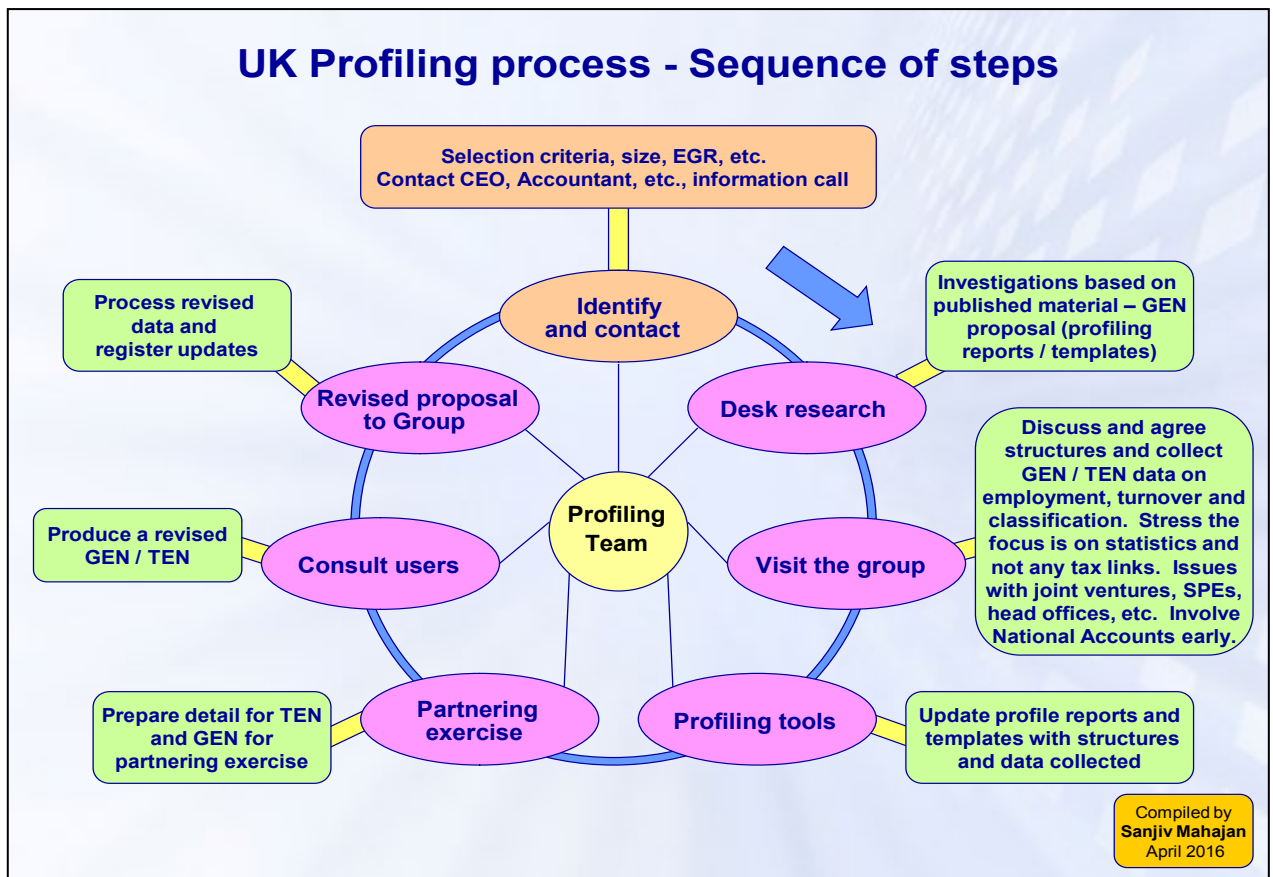 UK Profiling process - Sequence of steps
Selection criteria, size, EGR, etc.
Contact CEO, Accountant, etc., information call
Identify
and contact
Investigations based on
published material – GEN
proposal (profiling
reports / templates)
Desk research
Discuss and agree
structures and collect
GEN / TEN data on
employment, turnover and
classification.  Stress the
focus is on statistics and
not any tax links.  Issues
with joint ventures, SPEs,
head offices, etc.  Involve
National Accounts early.
Visit the group
Profiling tools
Update profile reports and
templates with structures
and data collected
Partnering
exercise
Prepare detail for TEN
and GEN for
partnering exercise
Consult users
Produce a revised
GEN / TEN
Revised proposal
to Group
Process revised
data and
register updates
Profiling
Team
Compiled by
Sanjiv Mahajan
April 2016